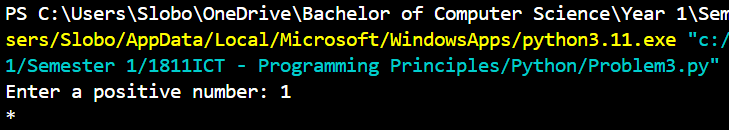 PS C:\Users\Slobo\OneDrive\Bachelor of Computer Science\Year 1\Sem
sers/Slobo/AppData/Local/Microsoft/WindowsApps/python3.11.exe "c:/
1/Semester 1/1811ICT - Programming Principles/Python/Problem3.py"
Enter a positive number: 1
*